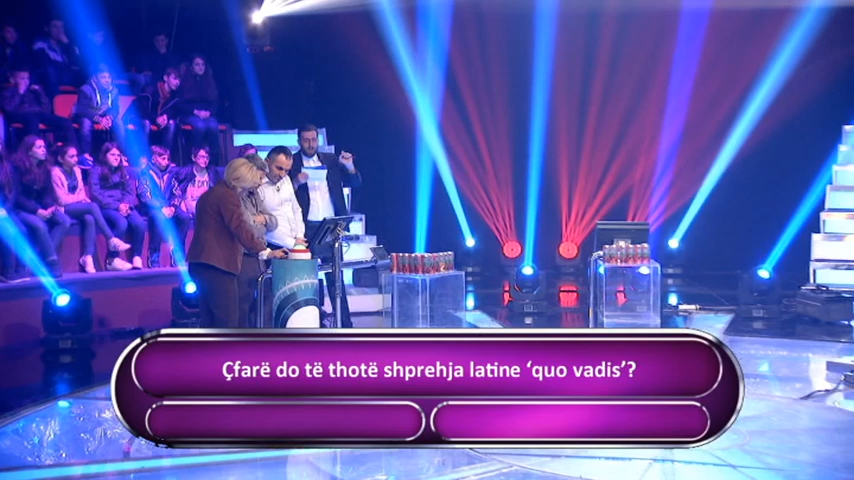 Çfarë do të thotë shprehja latine ‘quo vadis’?